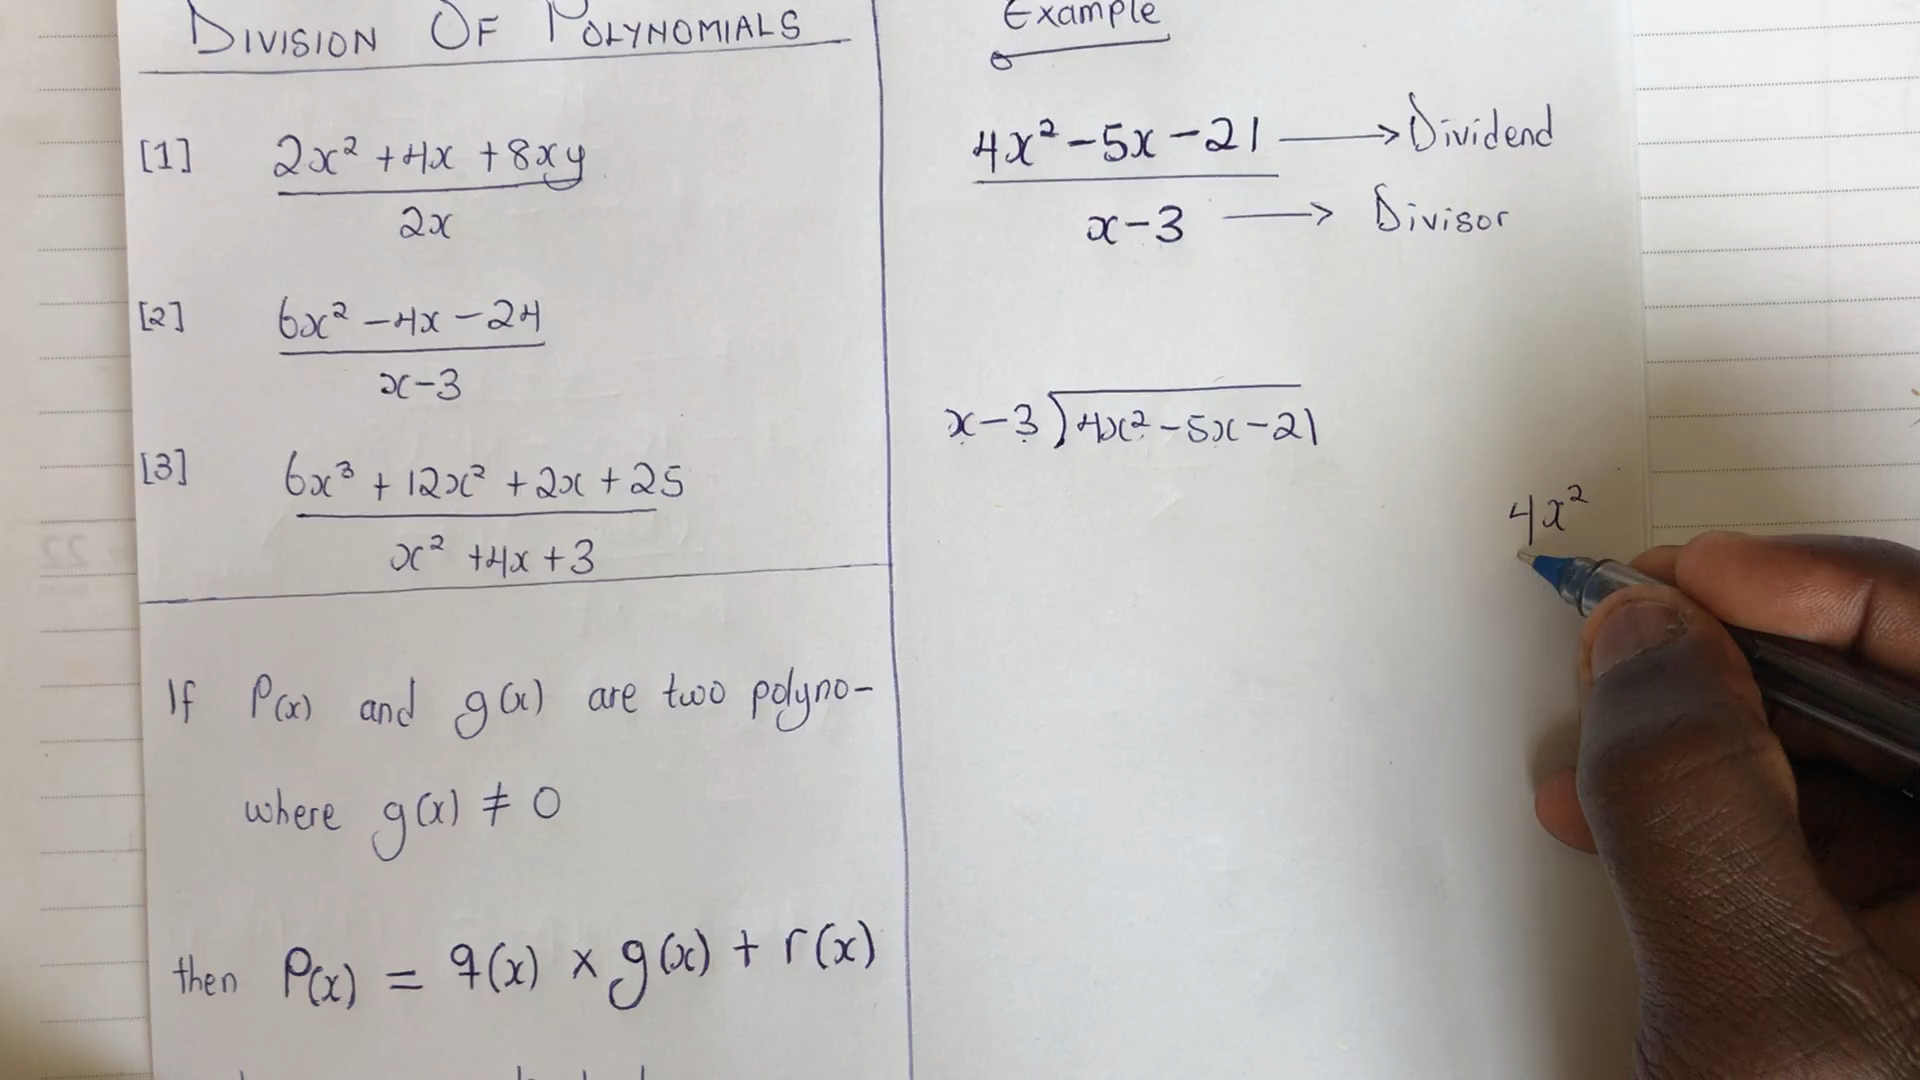 DIVISION OF POLYNOMIALS
[1] 2x² + 4x + 8xy
2x
[2] 6x² - 4x - 24
x - 3
[3] 6x³ + 12x² + 2x + 25
x² + 4x + 3
If P(x) and g(x) are two polyno-
where g(x) ≠ 0
then P(x) = q(x) × g(x) + r(x)
Example
4x² - 5x - 21 → Dividend
x - 3 → Divisor
x - 3 ) 4x² - 5x - 21
4x²